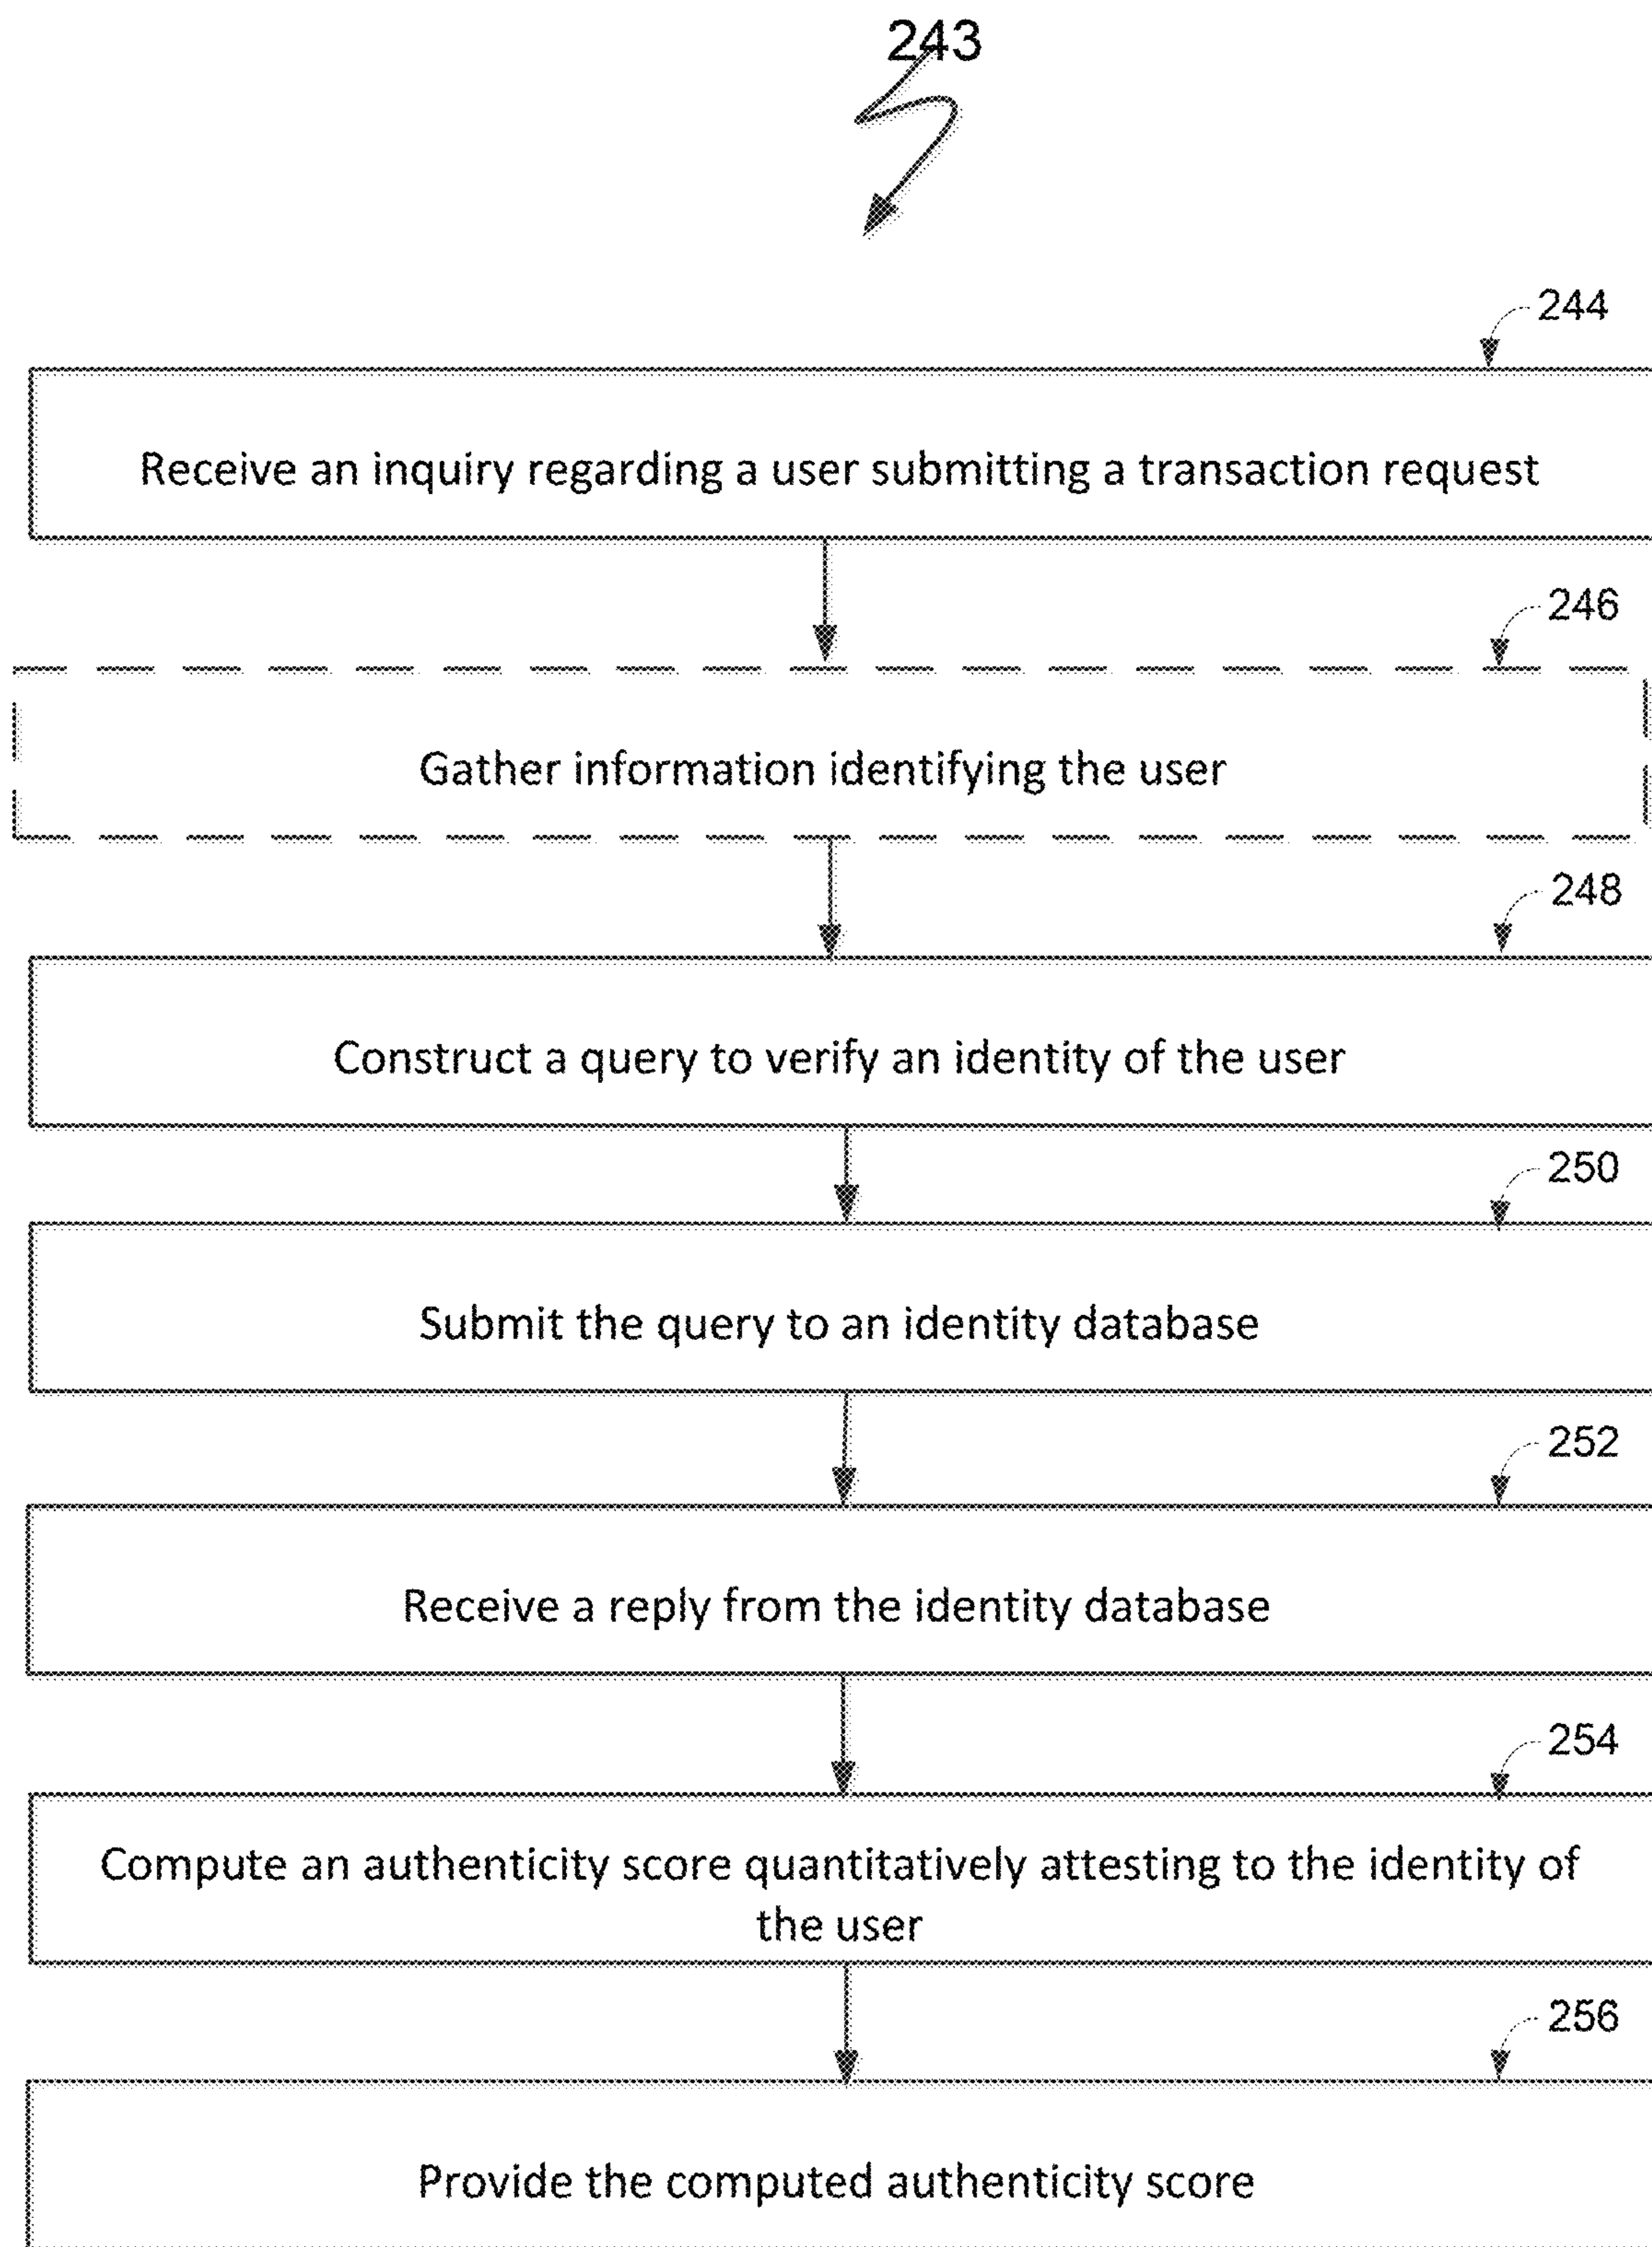 243
244
Receive an inquiry regarding a user submitting a transaction request
246
Gather information identifying the user
248
Construct a query to verify an identity of the user
250
Submit the query to an identity database
252
Receive a reply from the identity database
254
Compute an authenticity score quantitatively attesting to the identity of
the user
256
Provide the computed authenticity score